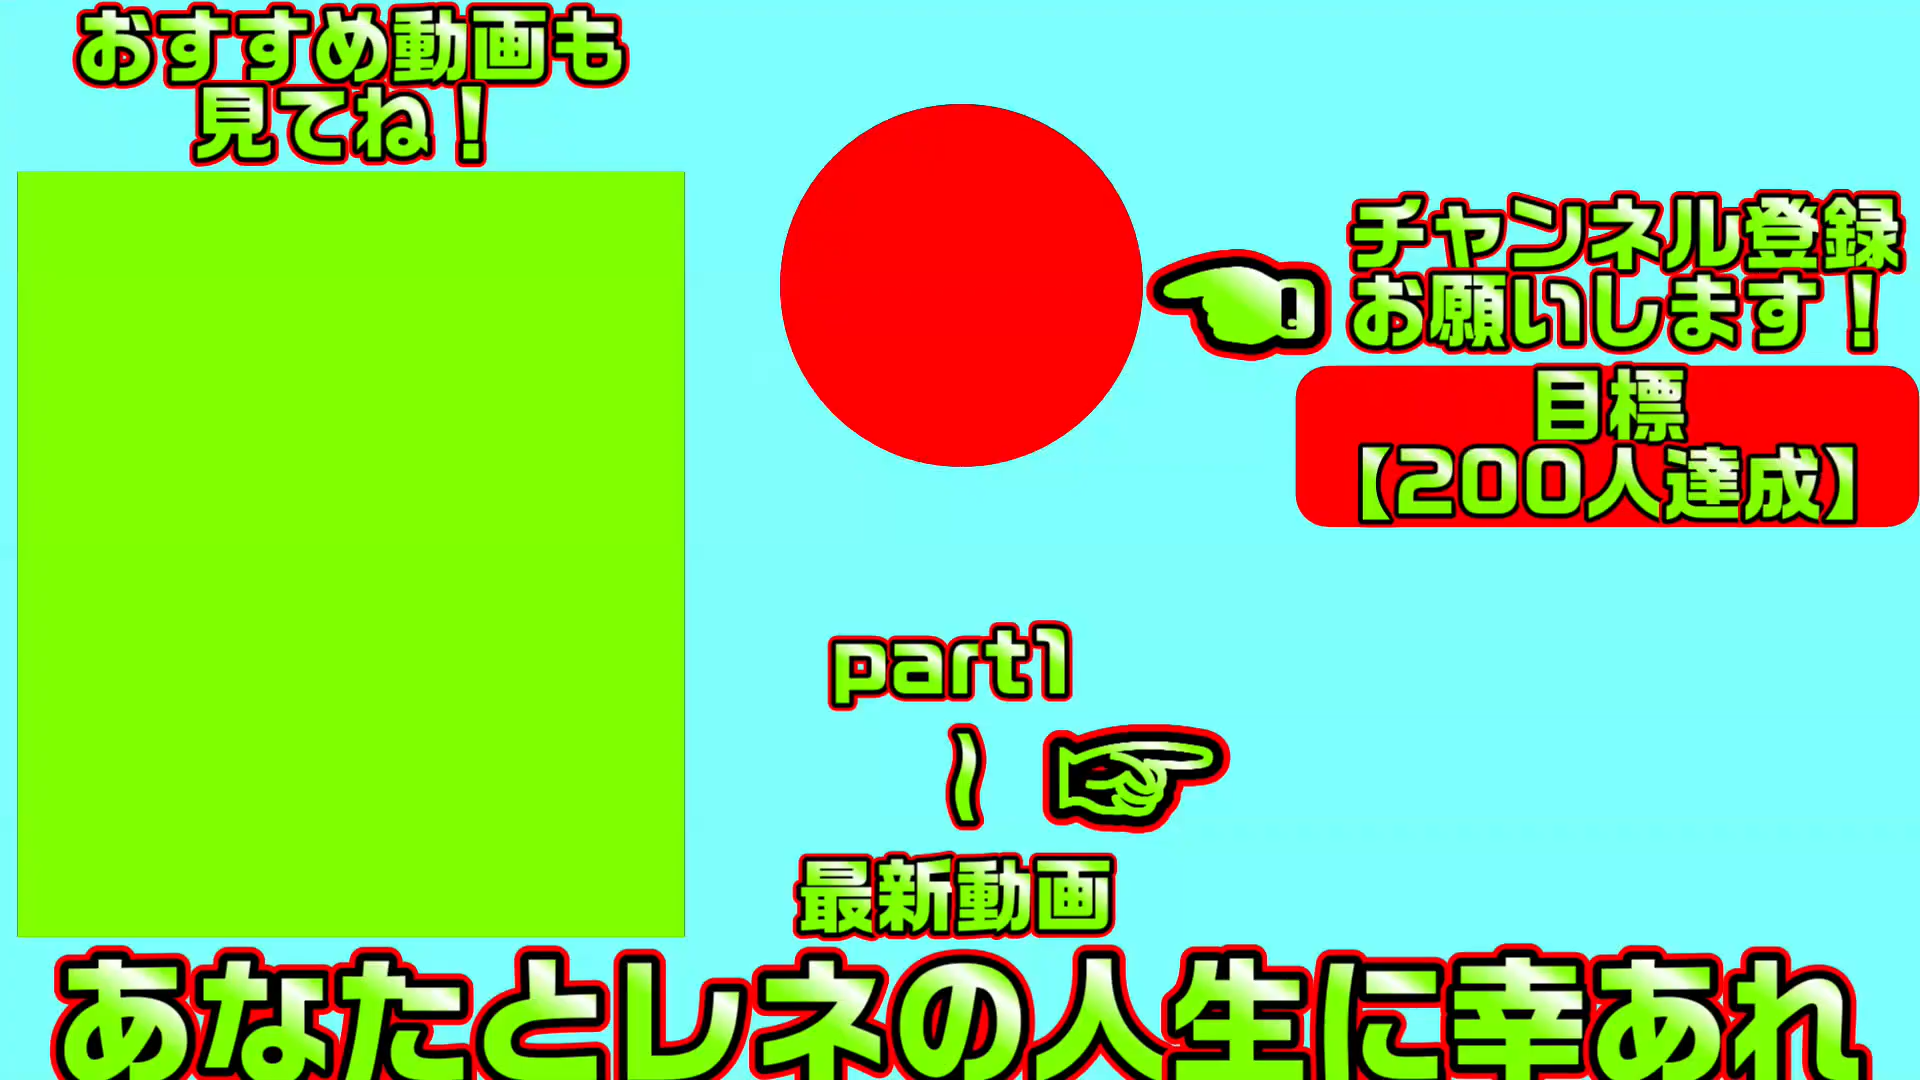 おすすめ動画も
見てね！
チャンネル登録
お願いします！
目標
【200人達成】
part1
〜
最新動画
あなたとレネの人生に幸あれ